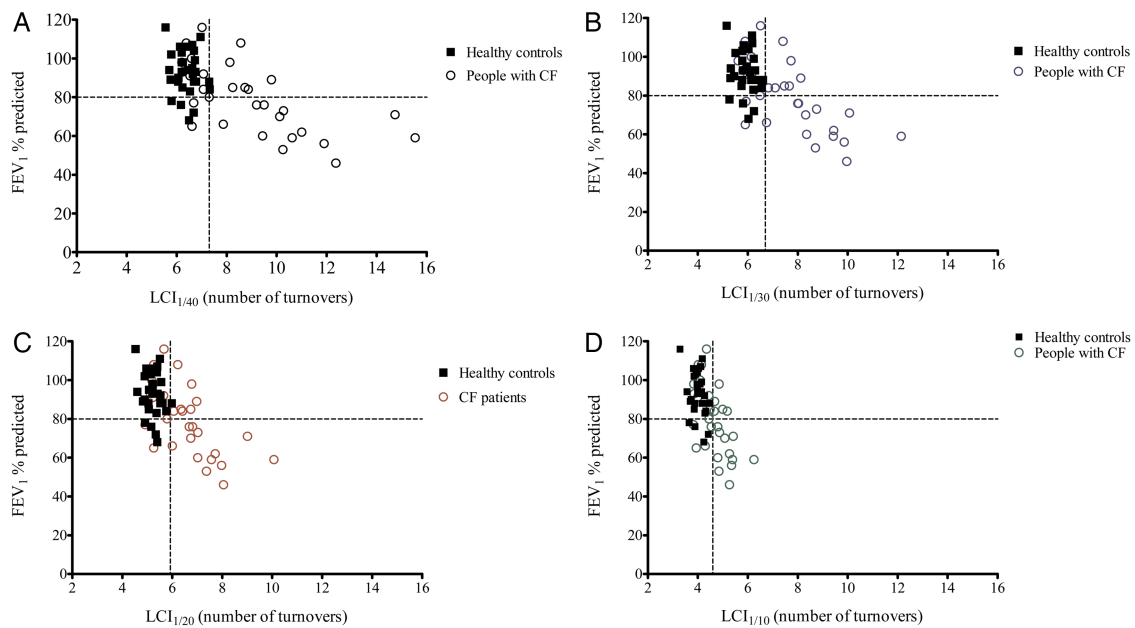 A
120
100
80
60
40
20
0
FEV1 % predicted
2 4 6 8 10 12 14 16
LCI1/40 (number of turnovers)
Healthy controls
People with CF
B
120
100
80
60
40
20
0
FEV1 % predicted
2 4 6 8 10 12 14 16
LCI1/30 (number of turnovers)
Healthy controls
People with CF
C
120
100
80
60
40
20
0
FEV1 % predicted
2 4 6 8 10 12 14 16
LCI1/20 (number of turnovers)
Healthy controls
CF patients
D
120
100
80
60
40
20
0
FEV1 % predicted
2 4 6 8 10 12 14 16
LCI1/10 (number of turnovers)
Healthy controls
People with CF